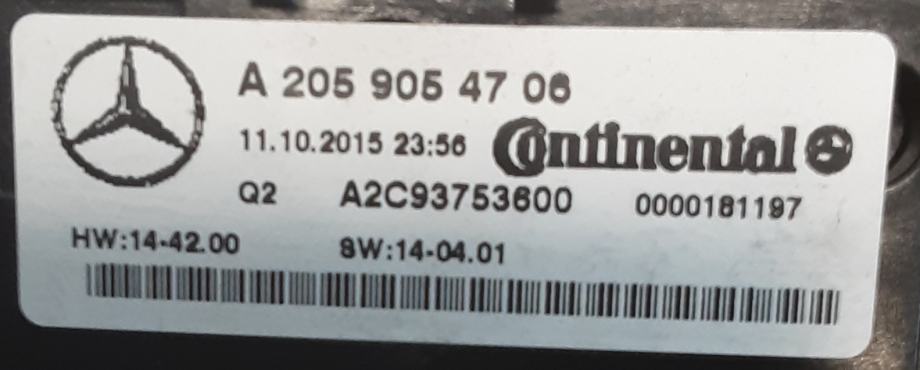 A 205 905 47 06
11.10.2015 23:56 Continental
Q2 A2C93753600 0000181197
HW:14-42.00 SW:14-04.01